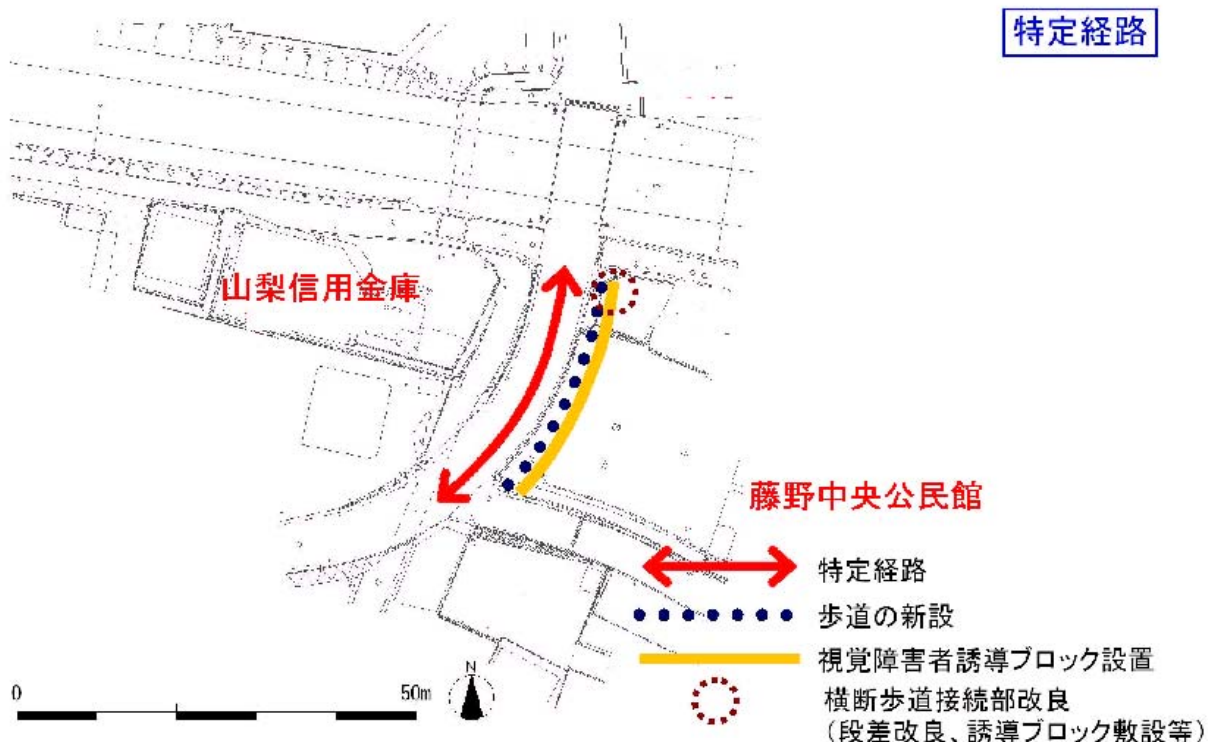 特定経路
山梨信用金庫
藤野中央公民館
特定経路
歩道の新設
視覚障害者誘導ブロック設置
横断歩道接続部改良
(段差改良、誘導ブロック敷設等)
0
50m
N